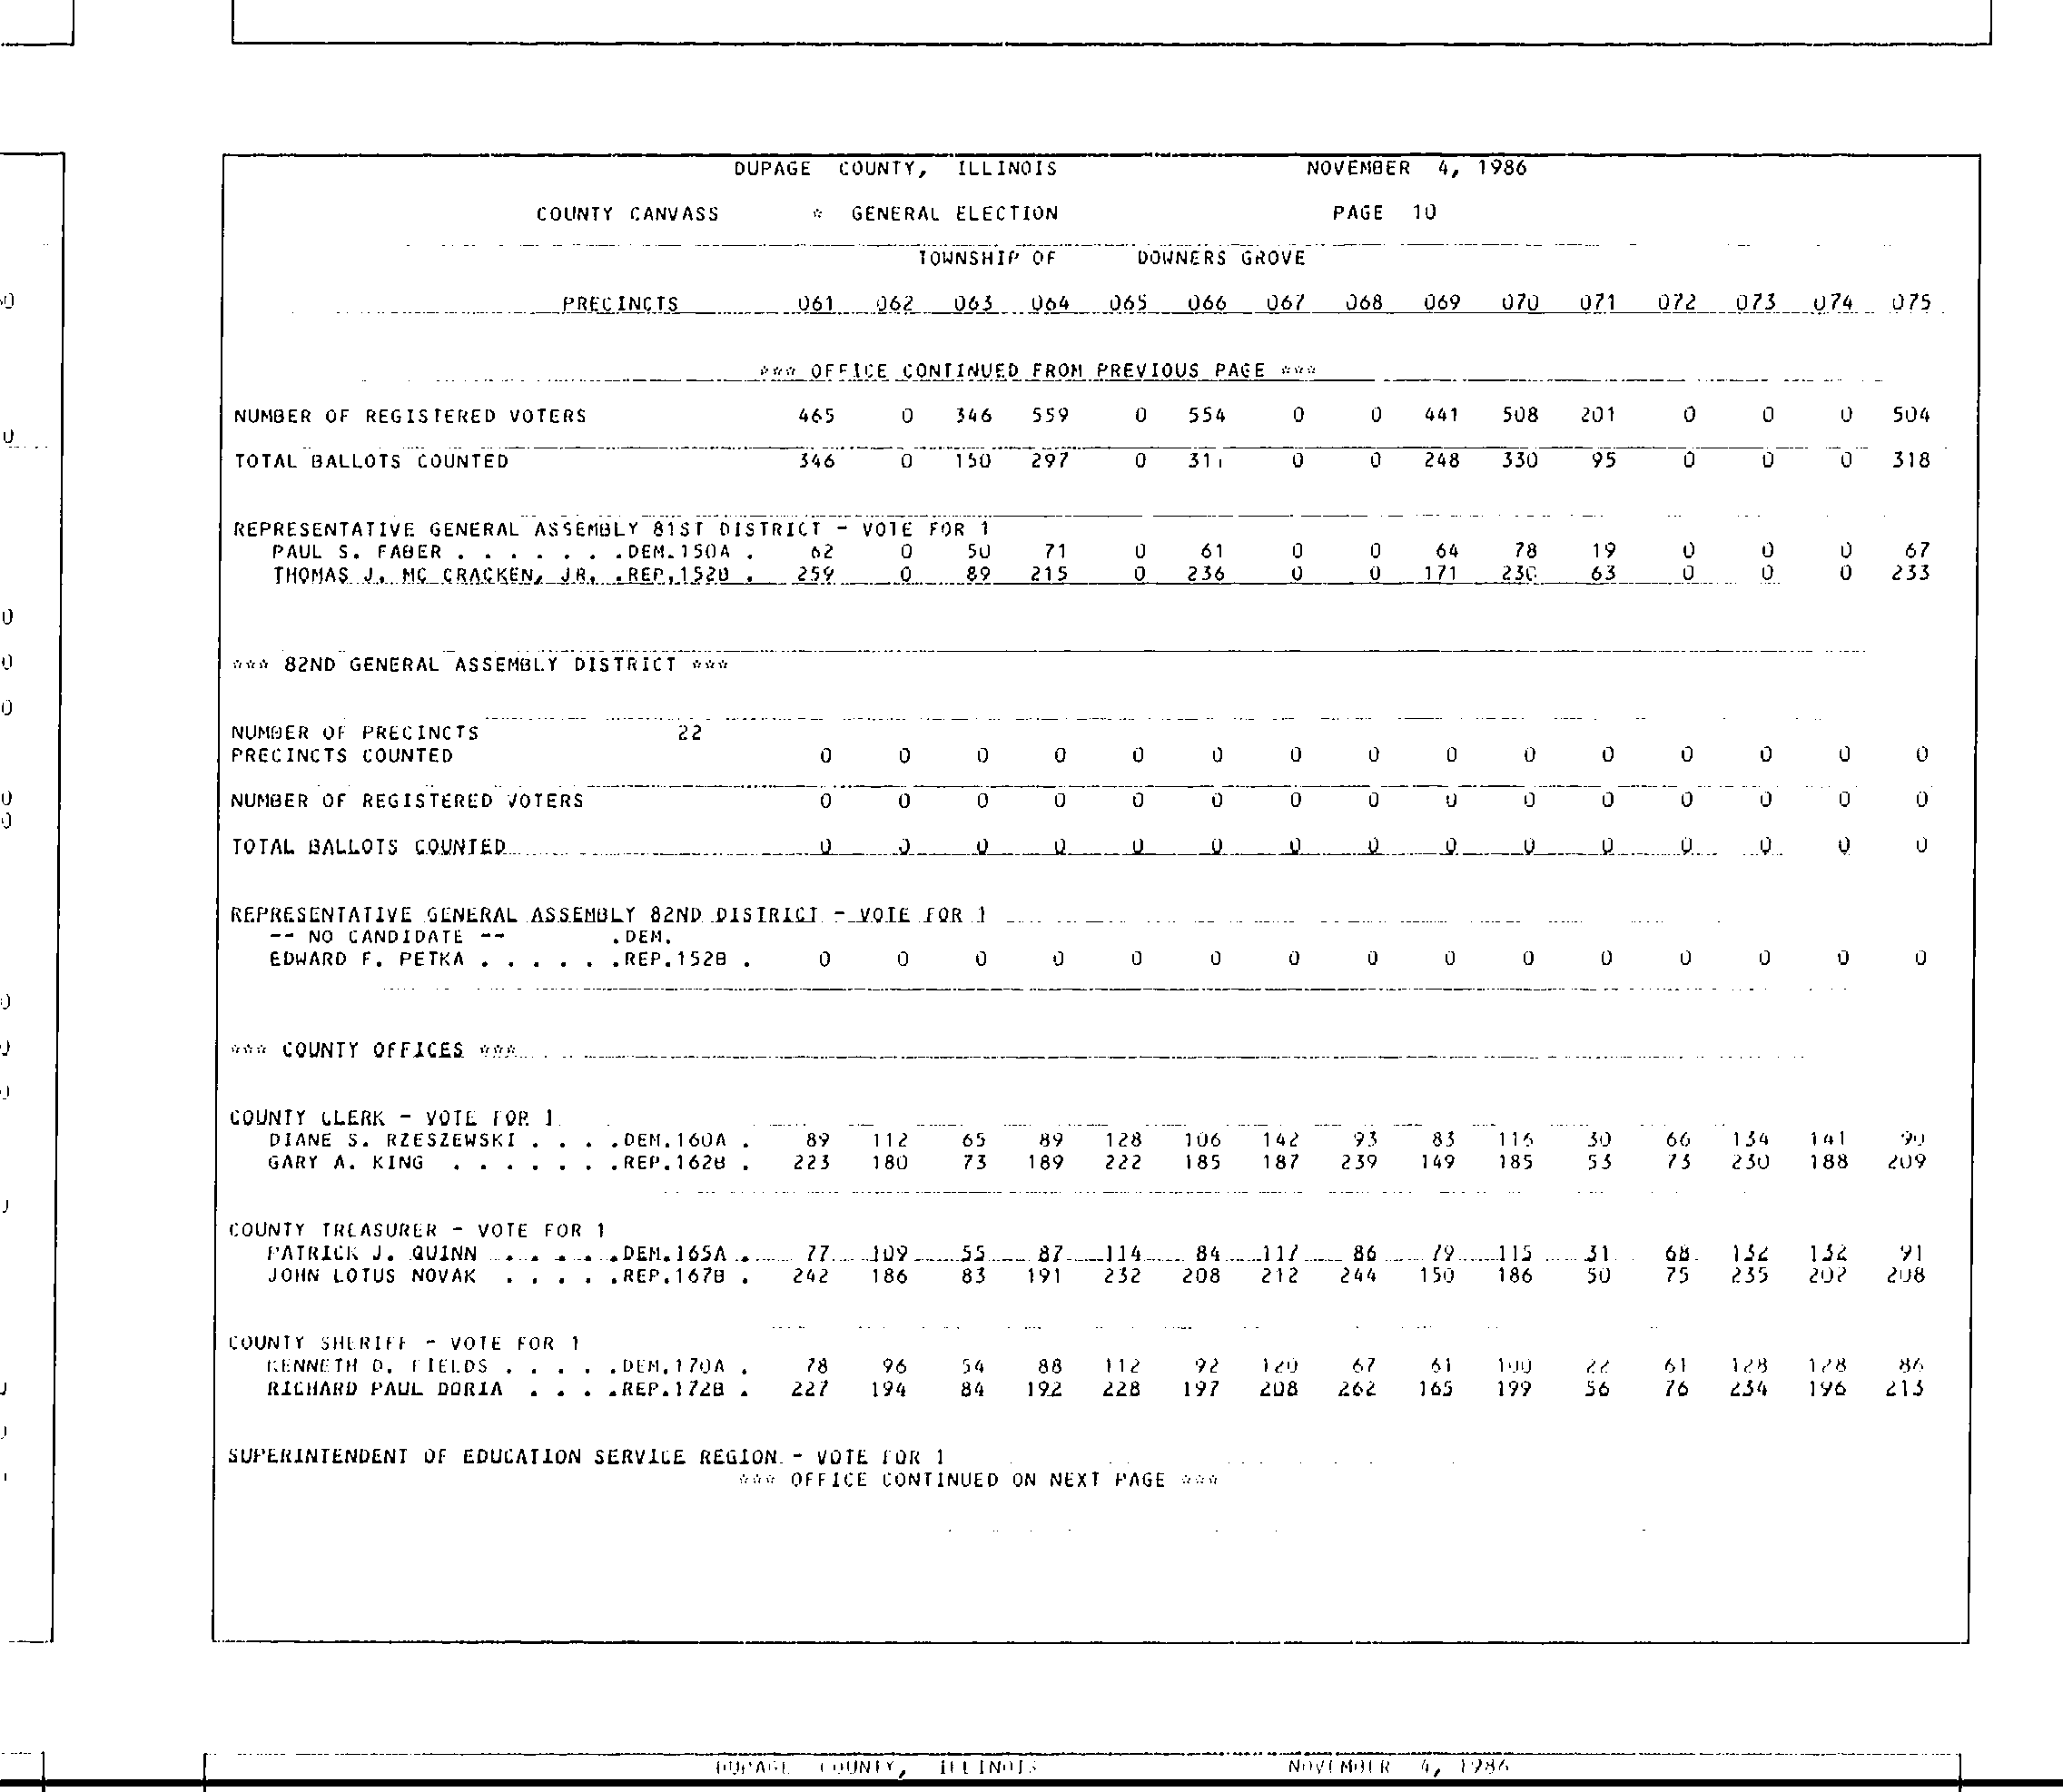 DUPAGE COUNTY, ILLINOIS NOVEMBER 4, 1986
COUNTY CANVASS * GENERAL ELECTION PAGE 10
TOWNSHIP OF DOWNERS GROVE
PRECINCTS 061 062 063 064 065 066 067 068 069 070 071 072 073 074 075
*** OFFICE CONTINUED FROM PREVIOUS PAGE ***
NUMBER OF REGISTERED VOTERS 465 0 346 559 0 554 0 0 441 508 201 0 0 0 504
TOTAL BALLOTS COUNTED 346 0 150 297 0 311 0 0 248 330 95 0 0 0 318
REPRESENTATIVE GENERAL ASSEMBLY 81ST DISTRICT - VOTE FOR 1
PAUL S. FABER . . . . . . .DEM.150A . 62 0 50 71 0 61 0 0 64 78 19 0 0 0 67
THOMAS J. MC CRACKEN, JR. .REP.152B . 259 0 89 215 0 236 0 0 171 230 63 0 0 0 233
*** 82ND GENERAL ASSEMBLY DISTRICT ***
NUMBER OF PRECINCTS 22
PRECINCTS COUNTED 0 0 0 0 0 0 0 0 0 0 0 0 0 0 0
NUMBER OF REGISTERED VOTERS 0 0 0 0 0 0 0 0 0 0 0 0 0 0 0
TOTAL BALLOTS COUNTED 0 0 0 0 0 0 0 0 0 0 0 0 0 0 0
REPRESENTATIVE GENERAL ASSEMBLY 82ND DISTRICT - VOTE FOR 1
-- NO CANDIDATE -- .DEM.
EDWARD F. PETKA . . . . . .REP.152B . 0 0 0 0 0 0 0 0 0 0 0 0 0 0 0
*** COUNTY OFFICES ***
COUNTY CLERK - VOTE FOR 1
DIANE S. RZESZEWSKI . . . .DEM.160A . 89 112 65 89 128 106 142 93 83 116 30 66 134 141 90
GARY A. KING . . . . . . .REP.162B . 223 180 73 189 222 185 187 239 149 185 53 73 230 188 209
COUNTY TREASURER - VOTE FOR 1
PATRICK J. QUINN . . . . . .DEM.165A . 77 109 55 87 114 84 117 86 79 115 31 68 132 132 91
JOHN LOTUS NOVAK . . . . .REP.167B . 242 186 83 191 232 208 212 244 150 186 50 75 235 202 208
COUNTY SHERIFF - VOTE FOR 1
KENNETH D. FIELDS . . . . .DEM.170A . 78 96 54 88 112 92 120 67 61 100 22 61 128 128 86
RICHARD PAUL DORIA . . . .REP.172B . 227 194 84 192 228 197 208 262 165 199 56 76 234 196 213
SUPERINTENDENT OF EDUCATION SERVICE REGION - VOTE FOR 1
*** OFFICE CONTINUED ON NEXT PAGE ***
DUPAGE COUNTY, ILLINOIS NOVEMBER 4, 1986